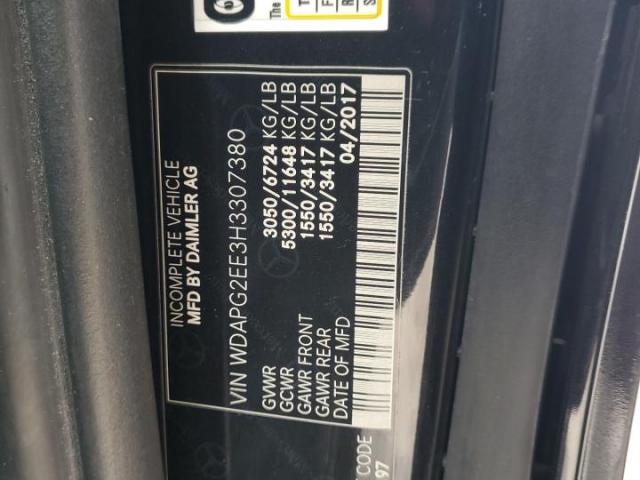 INCOMPLETE VEHICLE
MFD BY DAIMLER AG
VIN WDAPG2EE3H3307380
GVWR 3050/6724 KG/LB
GCWR 5300/11648 KG/LB
GAWR FRONT 1550/3417 KG/LB
GAWR REAR 1550/3417 KG/LB
DATE OF MFD 04/2017
CODE
97
The
T
F
R
S